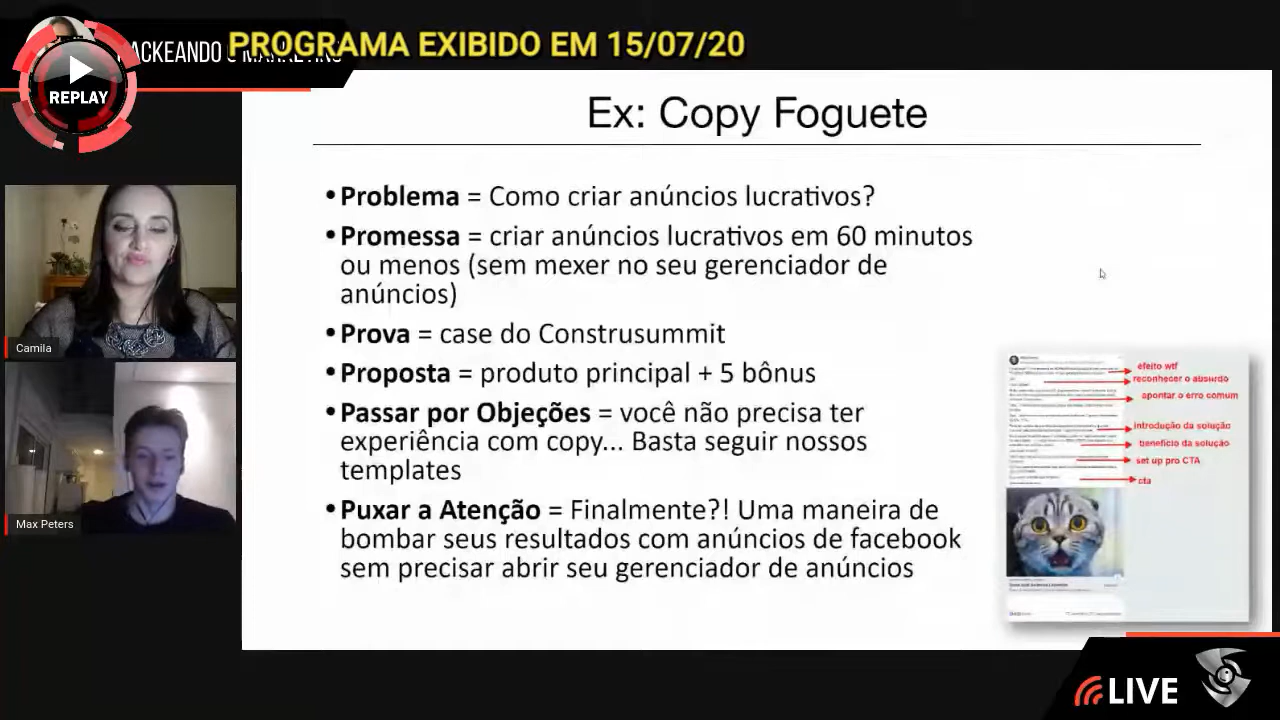 PROGRAMA EXIBIDO EM 15/07/20
REPLAY
Ex: Copy Foguete
• Problema = Como criar anúncios lucrativos?
• Promessa = criar anúncios lucrativos em 60 minutos
ou menos (sem mexer no seu gerenciador de
anúncios)
• Prova = case do Construsummit
• Proposta = produto principal + 5 bônus
• Passar por Objeções = você não precisa ter
experiência com copy... Basta seguir nossos
templates
• Puxar a Atenção = Finalmente?! Uma maneira de
bombar seus resultados com anúncios de facebook
sem precisar abrir seu gerenciador de anúncios
efeito wtf
reconhecer o absurdo
apontar o erro comum
introdução da solução
benefício da solução
set up pro CTA
cta
Camila
Max Peters
LIVE